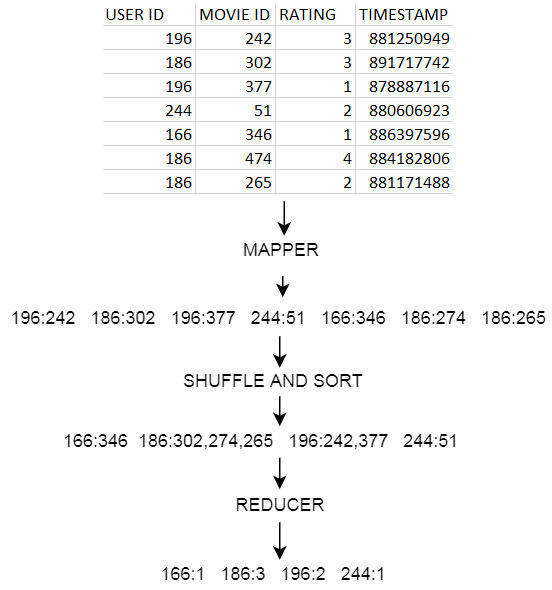 USER ID MOVIE ID RATING TIMESTAMP
196 242 3 881250949
186 302 3 891717742
196 377 1 878887116
244 51 2 880606923
166 346 1 886397596
186 474 4 884182806
186 265 2 881171488
MAPPER
196:242 186:302 196:377 244:51 166:346 186:274 186:265
SHUFFLE AND SORT
166:346 186:302,274,265 196:242,377 244:51
REDUCER
166:1 186:3 196:2 244:1